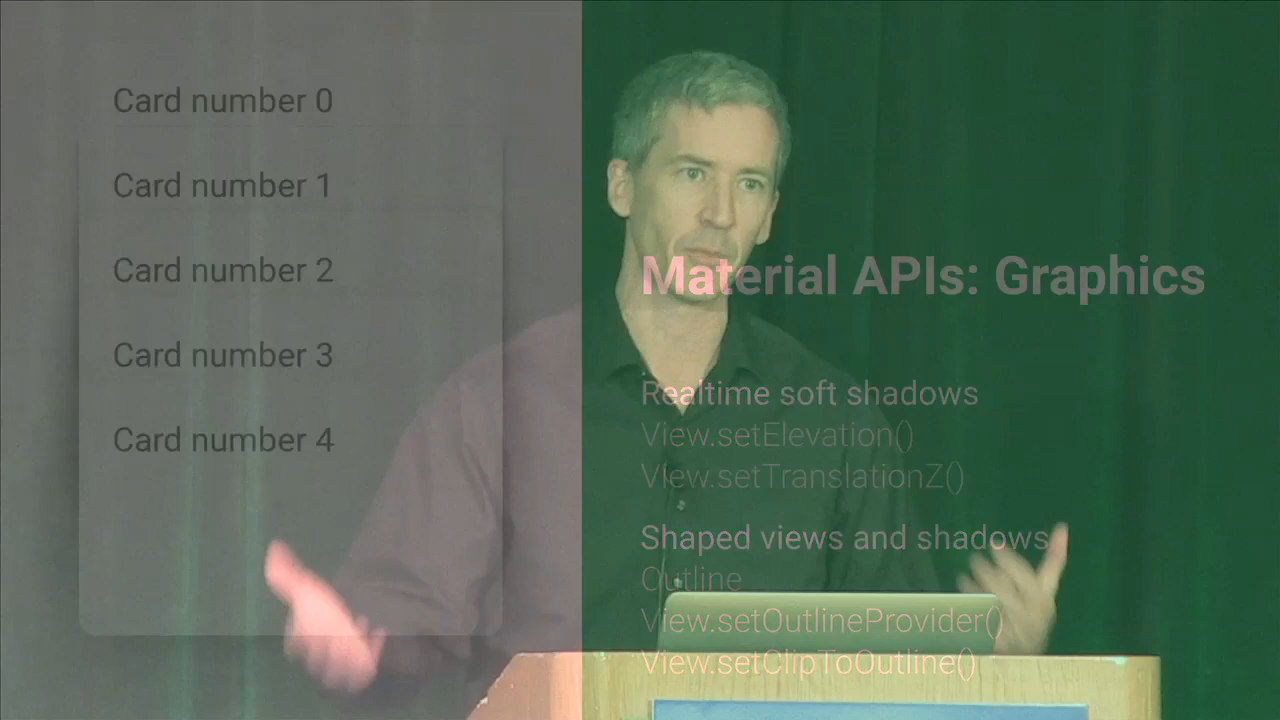 Card number 0
Card number 1
Card number 2
Card number 3
Card number 4
Material APIs: Graphics
Realtime soft shadows
View.setElevation()
View.setTranslationZ()
Shaped views and shadows
Outline
View.setOutlineProvider()
View.setClipToOutline()